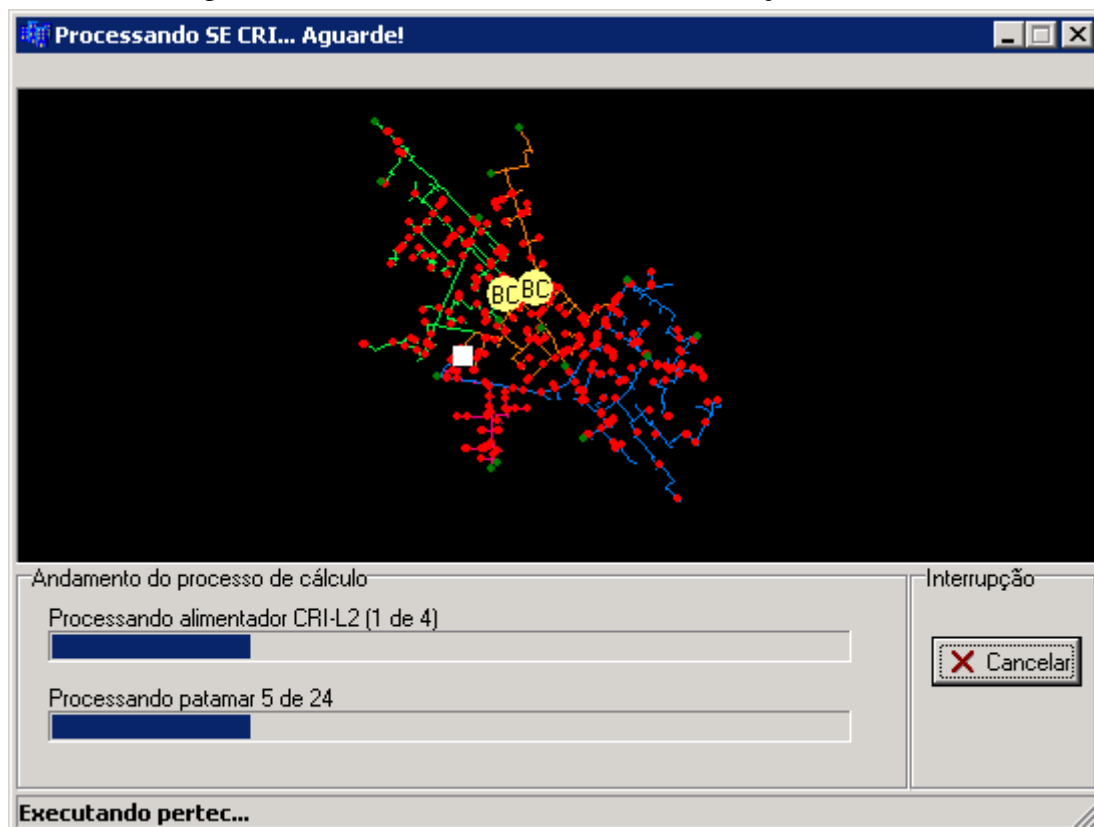 Processando SE CRI... Aguarde!
BC BC
Andamento do processo de cálculo
Interrupção
Processando alimentador CRI-L2 (1 de 4)
Cancelar
Processando patamar 5 de 24
Executando pertec...